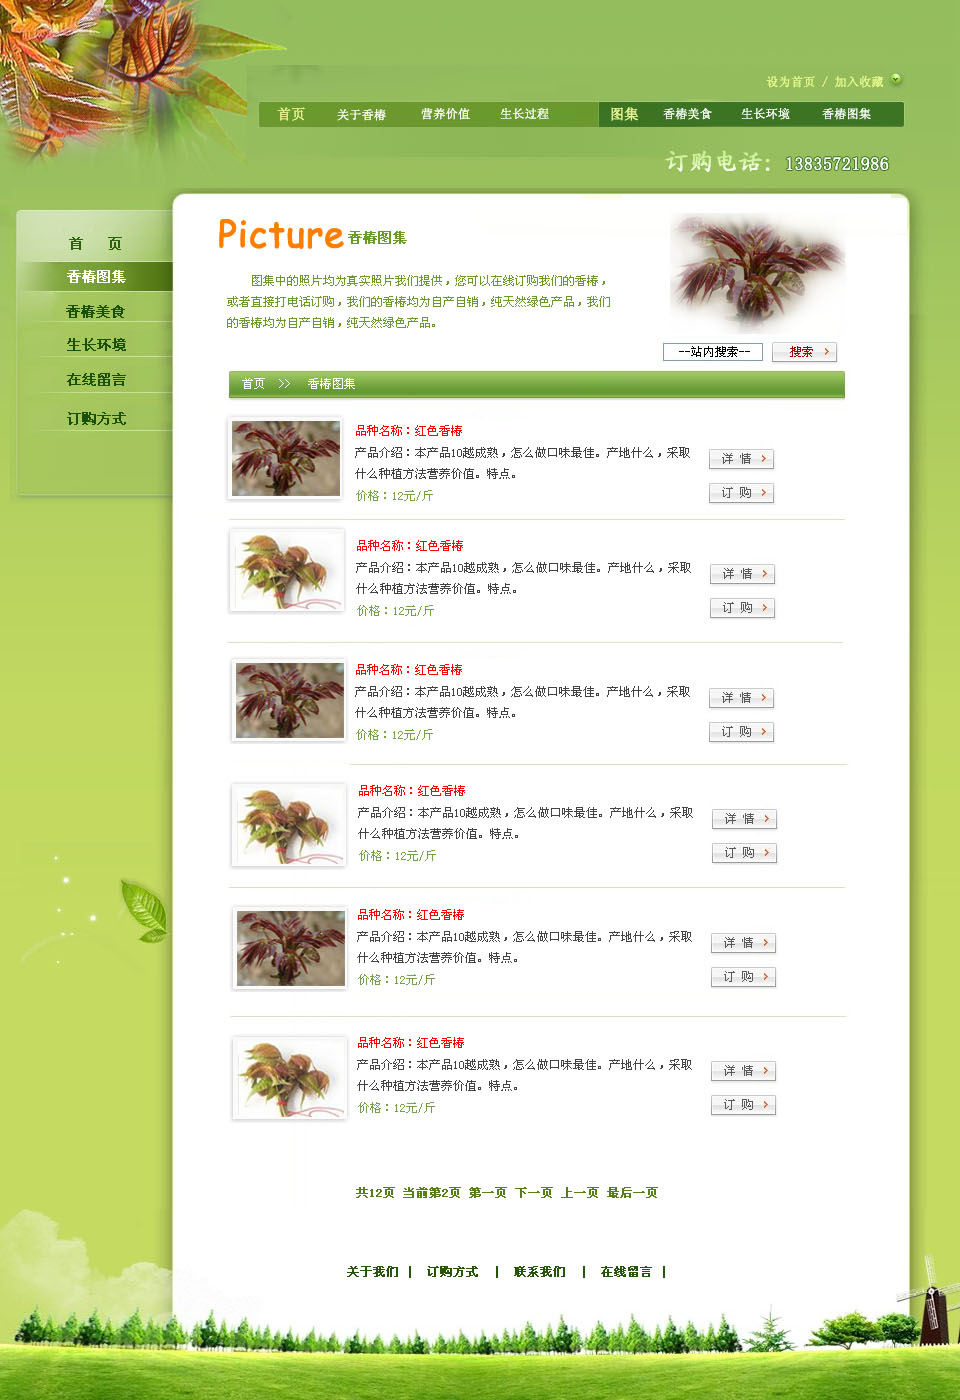 设为首页 / 加入收藏
首页 关于香椿 营养价值 生长过程 图集 香椿美食 生长环境 香椿图集
订购电话: 13835721986
首 页
香椿图集
香椿美食
生长环境
在线留言
订购方式
Picture 香椿图集
图集中的照片均为真实照片我们提供，您可以在线订购我们的香椿，
或者直接打电话订购，我们的香椿均为自产自销，纯天然绿色产品，我们
的香椿均为自产自销，纯天然绿色产品。
--站内搜索-- 搜索
首页 >> 香椿图集
品种名称：红色香椿
产品介绍：本产品10越成熟，怎么做口味最佳。产地什么，采取
什么种植方法营养价值。特点。
价格：12元/斤
详 情
订 购
品种名称：红色香椿
产品介绍：本产品10越成熟，怎么做口味最佳。产地什么，采取
什么种植方法营养价值。特点。
价格：12元/斤
详 情
订 购
品种名称：红色香椿
产品介绍：本产品10越成熟，怎么做口味最佳。产地什么，采取
什么种植方法营养价值。特点。
价格：12元/斤
详 情
订 购
品种名称：红色香椿
产品介绍：本产品10越成熟，怎么做口味最佳。产地什么，采取
什么种植方法营养价值。特点。
价格：12元/斤
详 情
订 购
品种名称：红色香椿
产品介绍：本产品10越成熟，怎么做口味最佳。产地什么，采取
什么种植方法营养价值。特点。
价格：12元/斤
详 情
订 购
品种名称：红色香椿
产品介绍：本产品10越成熟，怎么做口味最佳。产地什么，采取
什么种植方法营养价值。特点。
价格：12元/斤
详 情
订 购
共12页 当前第2页 第一页 下一页 上一页 最后一页
关于我们 | 订购方式 | 联系我们 | 在线留言 |